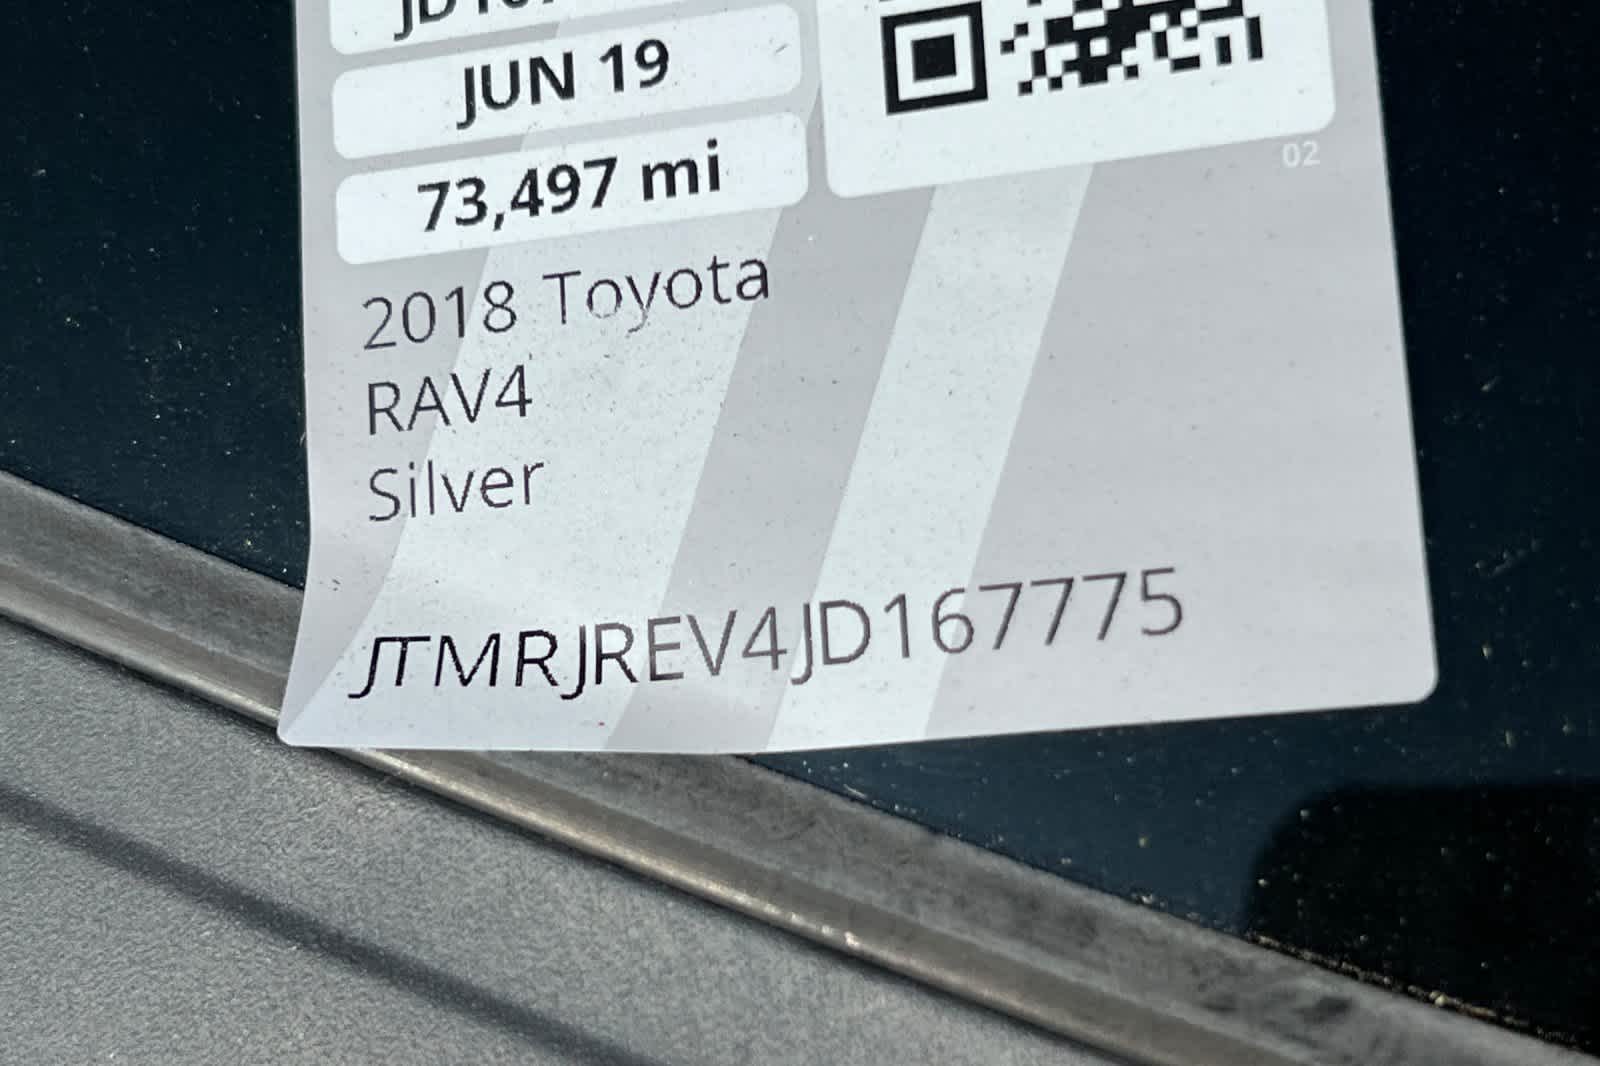 JUN 19
73,497 mi
02
2018 Toyota
RAV4
Silver
JTMRJREV4JD167775